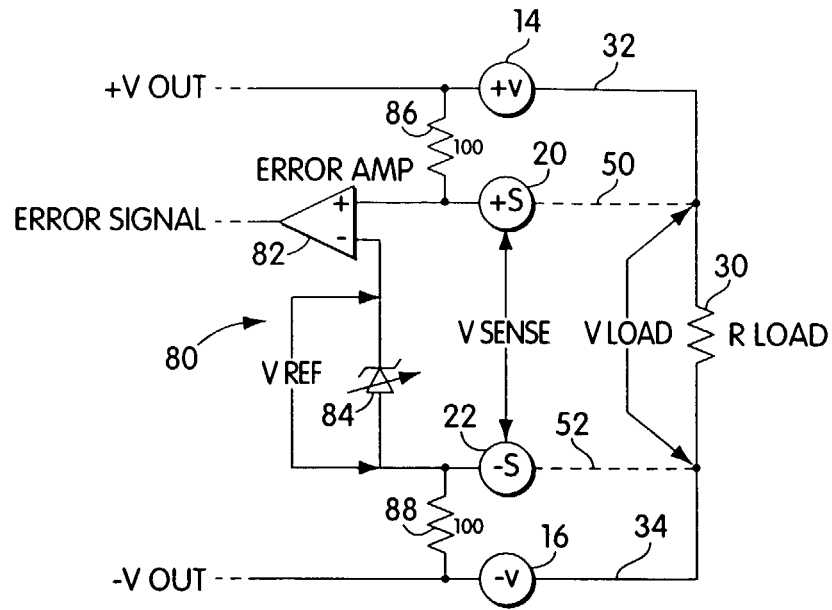 14
32
+V OUT
+v
86
100
20
50
ERROR AMP
+
+S
ERROR SIGNAL
-
82
30
80
V REF
V SENSE
V LOAD
R LOAD
84
22
52
-S
88
100
16
34
-V OUT
-v